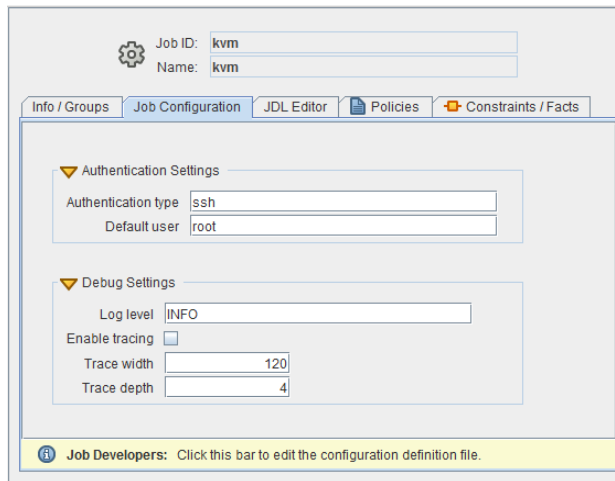 Job ID: kvm
Name: kvm
Info / Groups Job Configuration JDL Editor Policies Constraints / Facts
Authentication Settings
Authentication type ssh
Default user root
Debug Settings
Log level INFO
Enable tracing
Trace width 120
Trace depth 4
Job Developers: Click this bar to edit the configuration definition file.